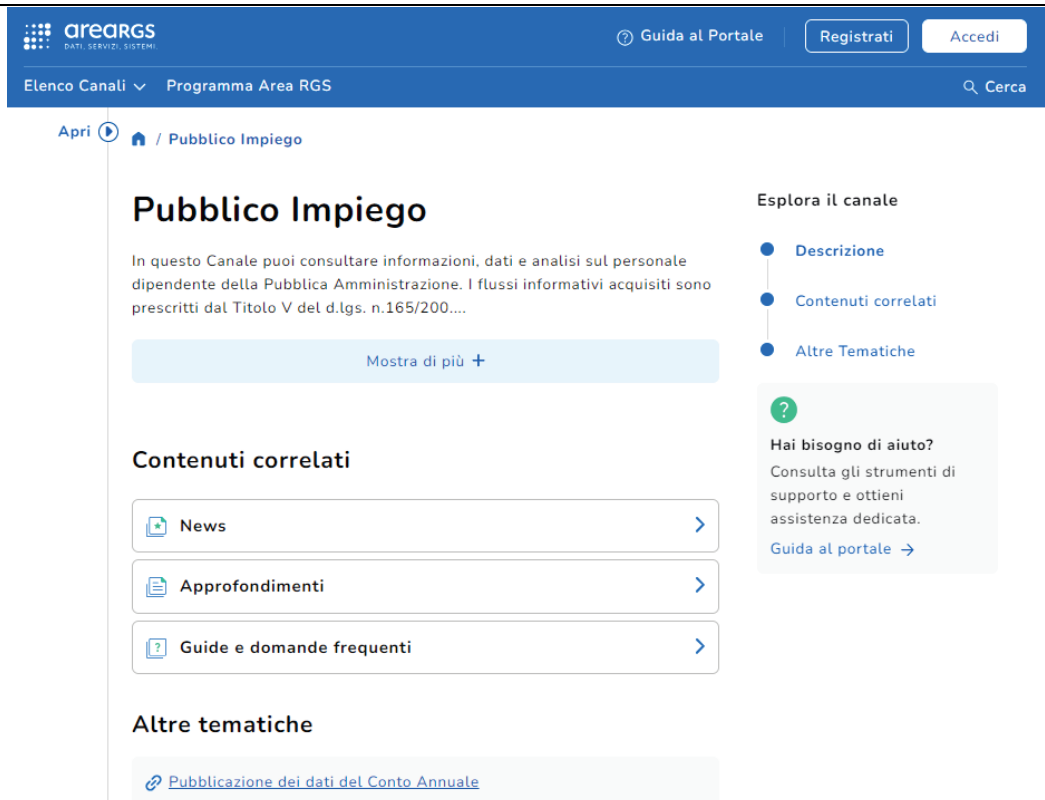 areaRGS
DATI, SERVIZI, SISTEMI.
Guida al Portale
Registrati
Accedi
Elenco Canali
Programma Area RGS
Cerca
Apri
/ Pubblico Impiego
Pubblico Impiego
In questo Canale puoi consultare informazioni, dati e analisi sul personale
dipendente della Pubblica Amministrazione. I flussi informativi acquisiti sono
prescritti dal Titolo V del d.lgs. n.165/200....
Mostra di più +
Contenuti correlati
News
Approfondimenti
Guide e domande frequenti
Altre tematiche
Pubblicazione dei dati del Conto Annuale
Esplora il canale
Descrizione
Contenuti correlati
Altre Tematiche
Hai bisogno di aiuto?
Consulta gli strumenti di
supporto e ottieni
assistenza dedicata.
Guida al portale →